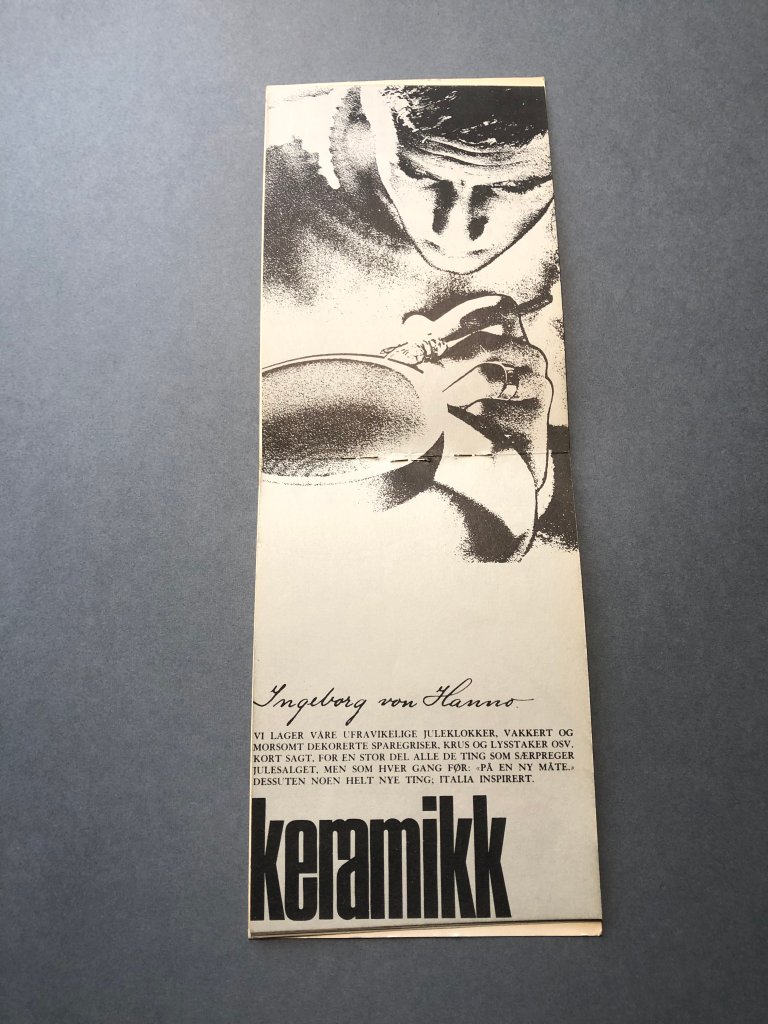 Ingeborg von Hanno.
VI LAGER VÅRE UFRAVIKELIGE JULEKLOKKER, VAKKERT OG
MORSOMT DEKORERTE SPAREGRISER, KRUS OG LYSSTAKER OSV.
KORT SAGT, FOR EN STOR DEL ALLE DE TING SOM SÆRPREGER
JULESALGET, MEN SOM HVER GANG FØR: «PÅ EN NY MÅTE.»
DESSUTEN NOEN HELT NYE TING; ITALIA INSPIRERT.
keramikk